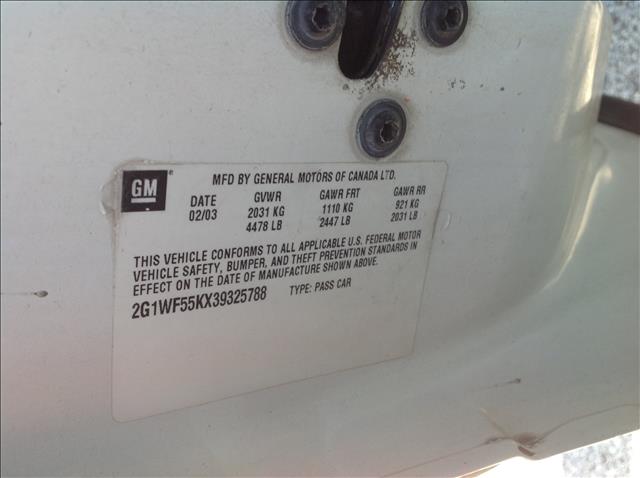 GM
MFD BY GENERAL MOTORS OF CANADA LTD.
DATE GVWR GAWR FRT GAWR RR
02/03 2031 KG 1110 KG 921 KG
4478 LB 2447 LB 2031 LB
THIS VEHICLE CONFORMS TO ALL APPLICABLE U.S. FEDERAL MOTOR
VEHICLE SAFETY, BUMPER, AND THEFT PREVENTION STANDARDS IN
EFFECT ON THE DATE OF MANUFACTURE SHOWN ABOVE.
2G1WF55KX39325788 TYPE: PASS CAR